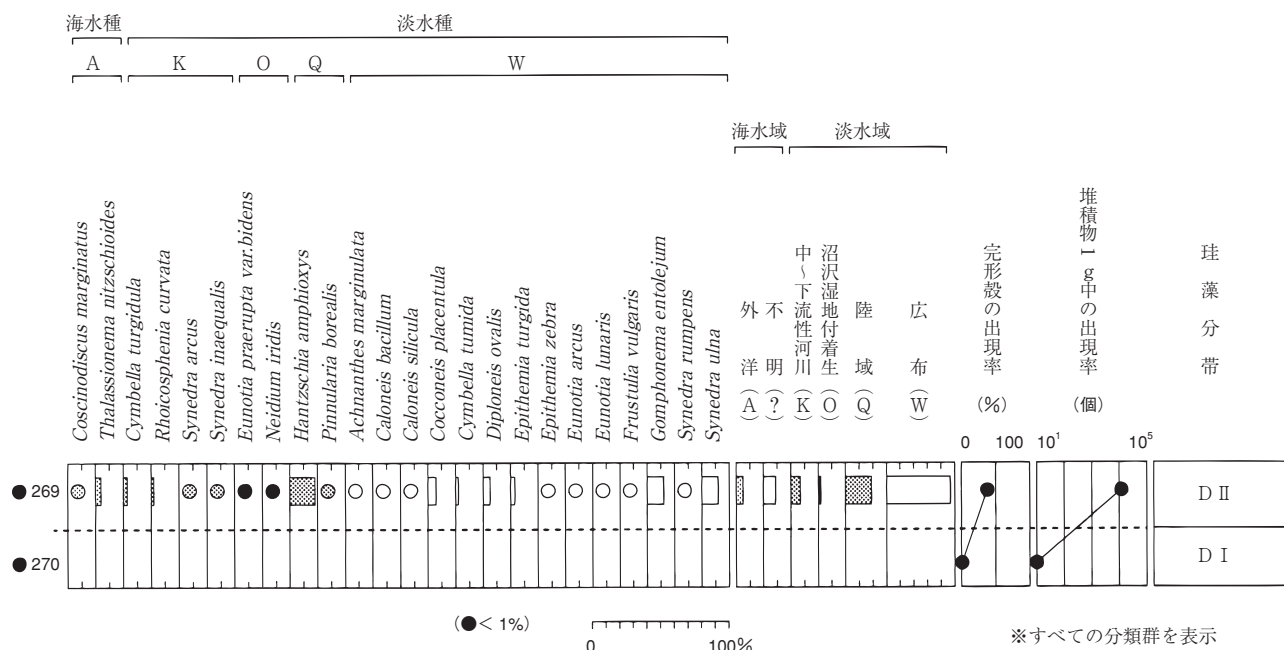 海水種 淡水種
A K O Q W
海水域 淡水域
Coscinodiscus marginatus
Thalassionema nitzschioides
Cymbella turgidula
Rhoicosphenia curvata
Synedra arcus
Synedra inaequalis
Eunotia praerupta var.bidens
Neidium iridis
Hantzschia amphioxys
Pinnularia borealis
Achnanthes marginulata
Caloneis bacillum
Caloneis silicula
Cocconeis placentula
Cymbella tumida
Diploneis ovalis
Epithemia turgida
Epithemia zebra
Eunotia arcus
Eunotia lunaris
Frustulia vulgaris
Gomphonema entolejum
Synedra rumpens
Synedra ulna
外洋(A)
不明(?)
中～下流性河川(K)
沼沢湿地付着生(O)
陸域(Q)
広布(W)
完形殻の出現率(%)
堆積物1g中の出現率(個)
珪藻分帯
0 100 10¹ 10⁵
269 DⅡ
270 DⅠ
(●< 1%)
0 100%
※すべての分類群を表示